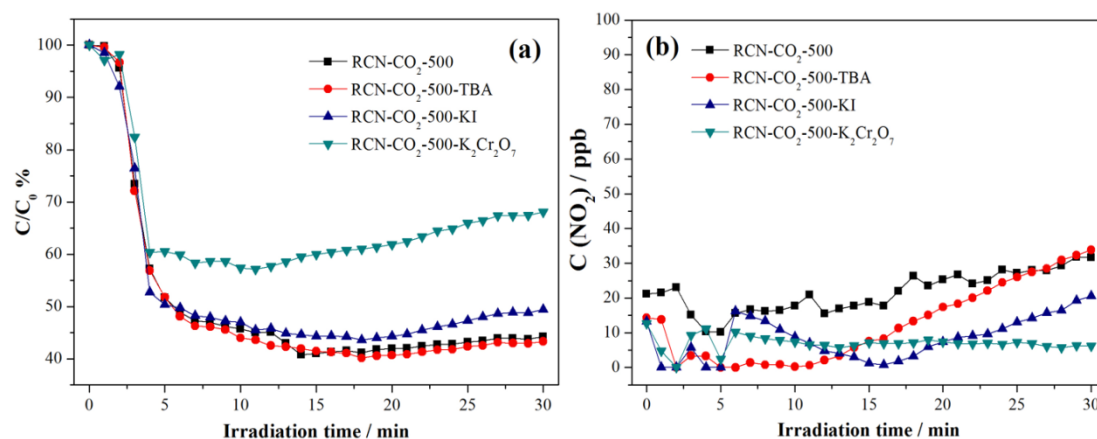 (a)
RCN-CO₂-500
RCN-CO₂-500-TBA
RCN-CO₂-500-KI
RCN-CO₂-500-K₂Cr₂O₇
C/C₀ %
100
90
80
70
60
50
40
0 5 10 15 20 25 30
Irradiation time / min
(b)
RCN-CO₂-500
RCN-CO₂-500-TBA
RCN-CO₂-500-KI
RCN-CO₂-500-K₂Cr₂O₇
C (NO₂) / ppb
100
90
80
70
60
50
40
30
20
10
0
0 5 10 15 20 25 30
Irradiation time / min